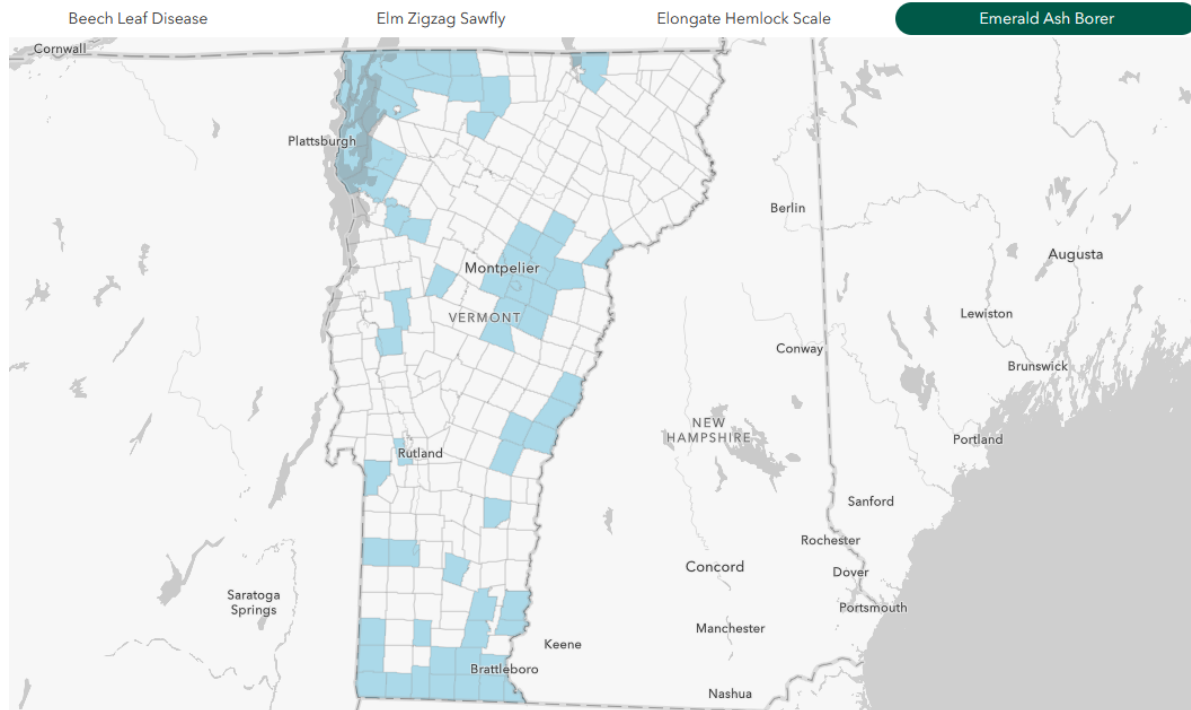 Beech Leaf Disease
Elm Zigzag Sawfly
Elongate Hemlock Scale
Emerald Ash Borer
Cornwall
Plattsburgh
Berlin
Montpelier
Augusta
VERMONT
Lewiston
Conway
Brunswick
NEW
HAMPSHIRE
Portland
Rutland
Sanford
Rochester
Concord
Dover
Saratoga
Springs
Portsmouth
Manchester
Keene
Brattleboro
Nashua